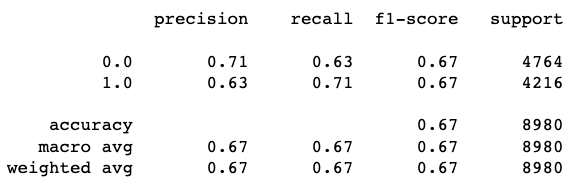 precision recall f1-score support
0.0 0.71 0.63 0.67 4764
1.0 0.63 0.71 0.67 4216
accuracy 0.67 8980
macro avg 0.67 0.67 0.67 8980
weighted avg 0.67 0.67 0.67 8980